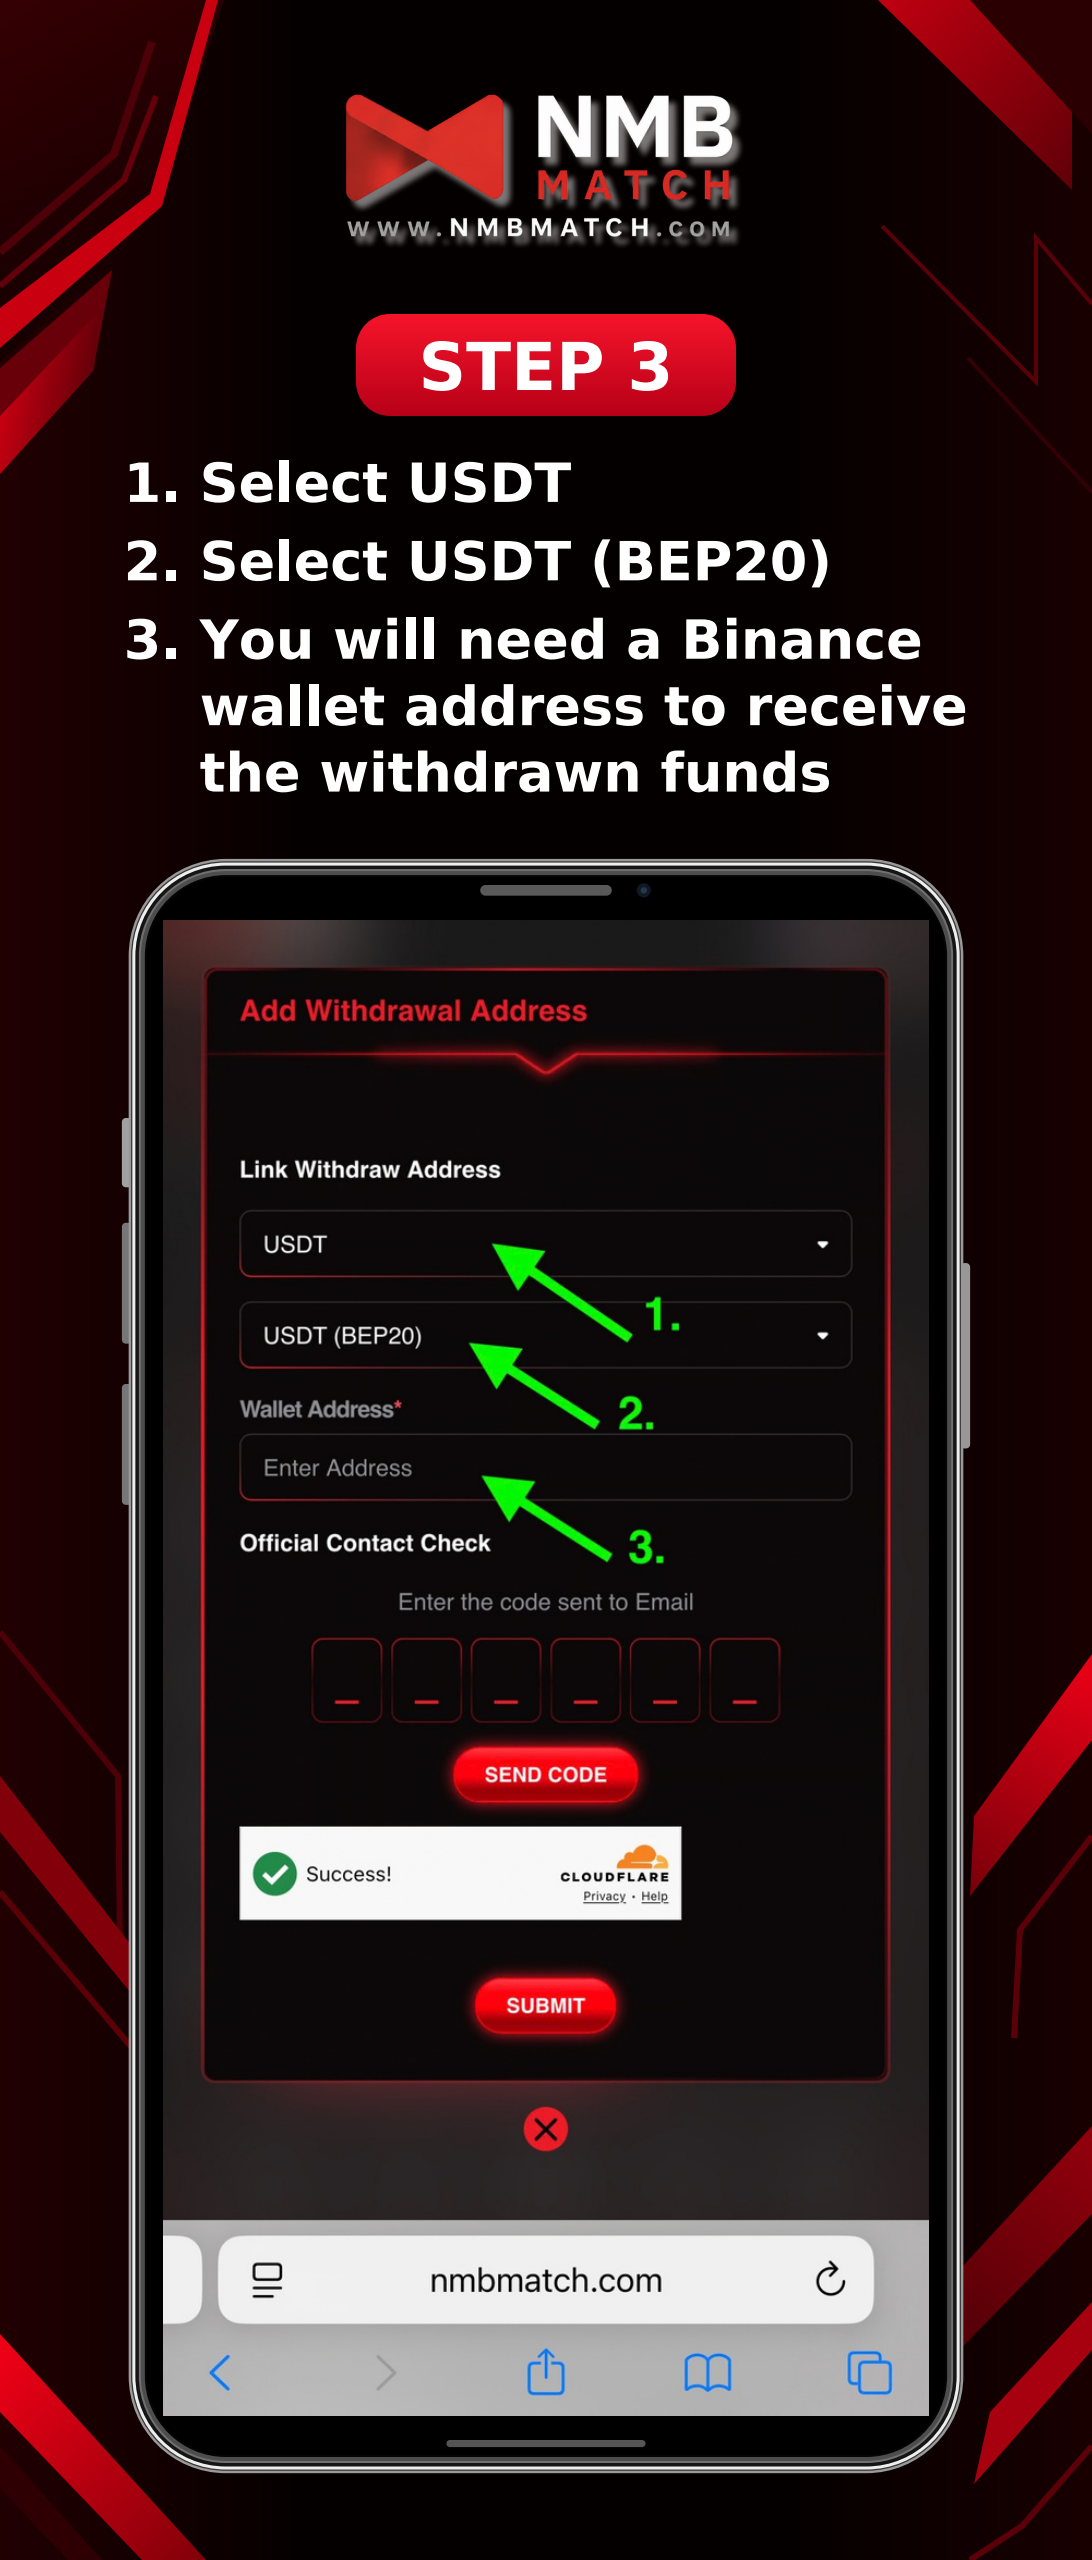 NMB
MATCH
WWW.NMBMATCH.COM
STEP 3
1. Select USDT
2. Select USDT (BEP20)
3. You will need a Binance
wallet address to receive
the withdrawn funds
Add Withdrawal Address
Link Withdraw Address
USDT
1.
USDT (BEP20)
2.
Wallet Address*
Enter Address
3.
Official Contact Check
Enter the code sent to Email
SEND CODE
Success!
CLOUDFLARE
Privacy • Help
SUBMIT
nmbmatch.com